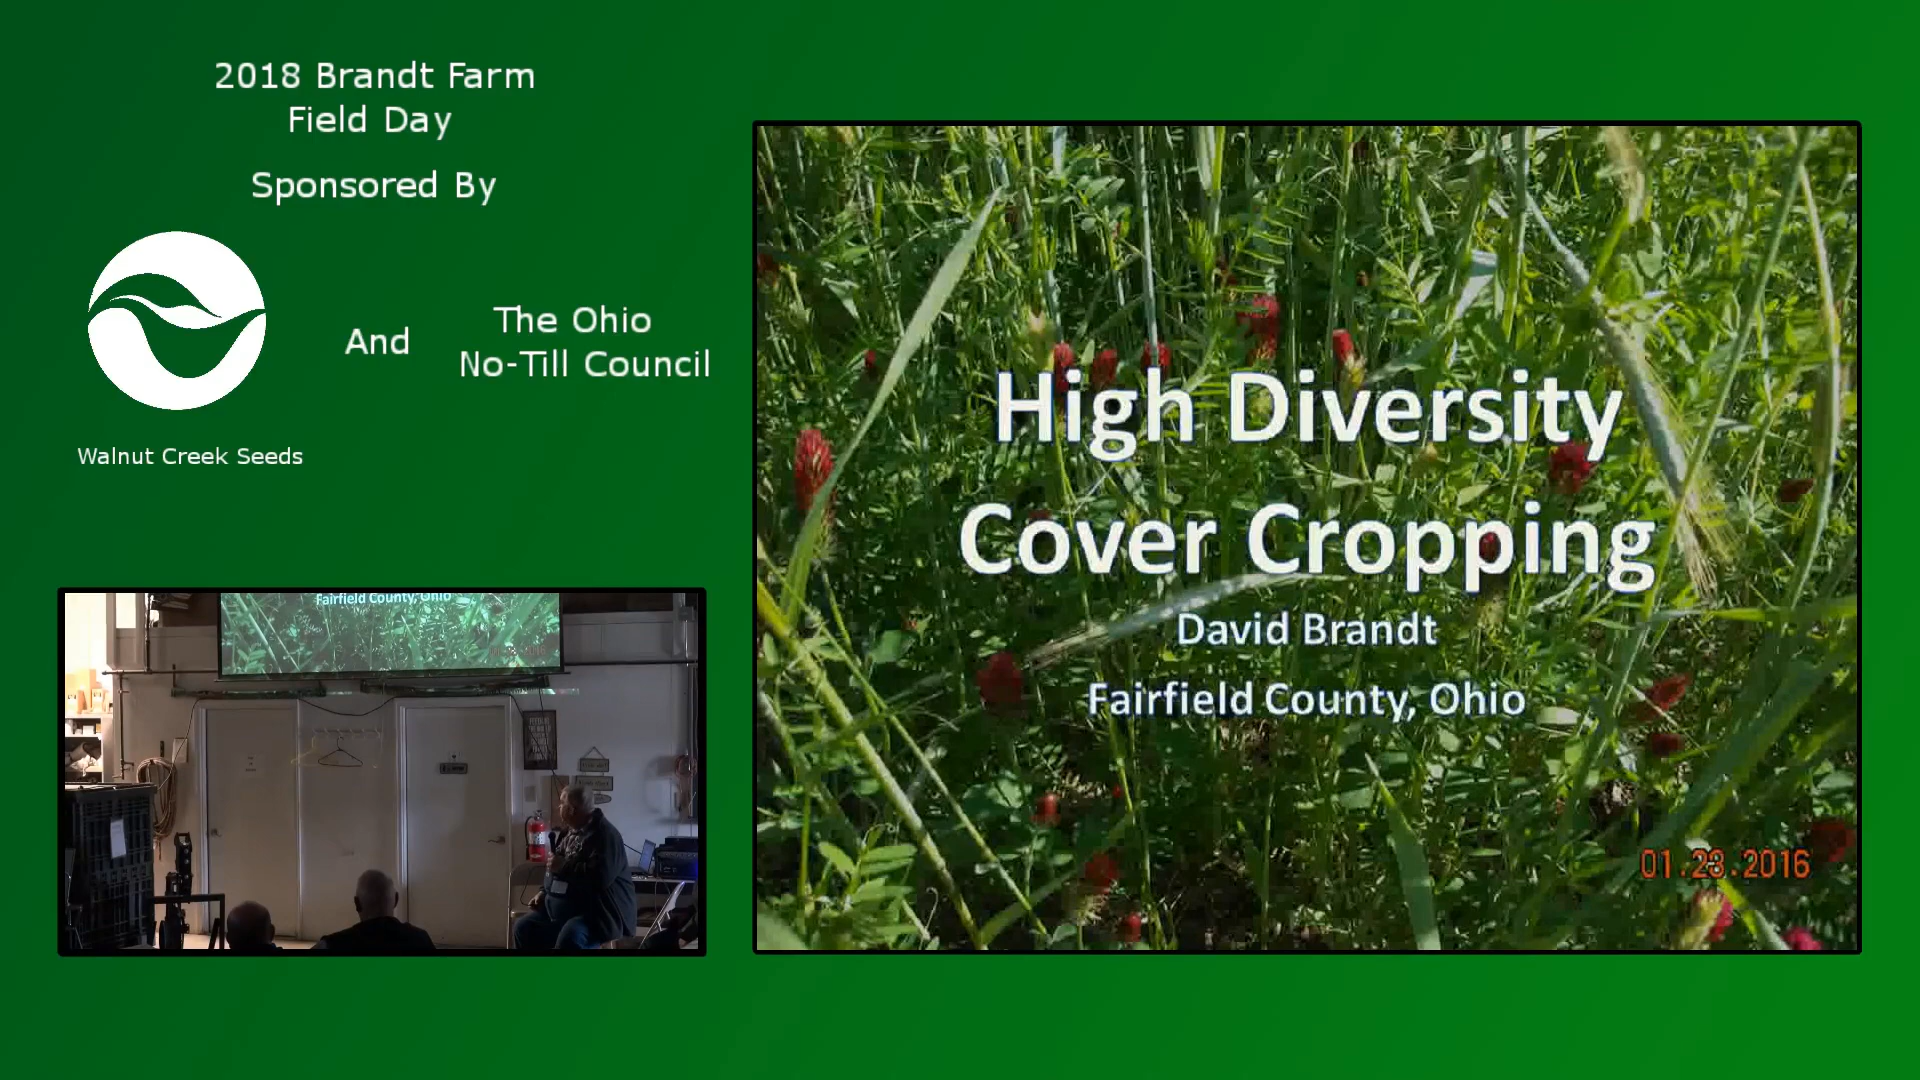 2018 Brandt Farm
Field Day
Sponsored By
And
The Ohio
No-Till Council
Walnut Creek Seeds
High Diversity
Cover Cropping
David Brandt
Fairfield County, Ohio
01.23.2016
Fairfield County, Ohio